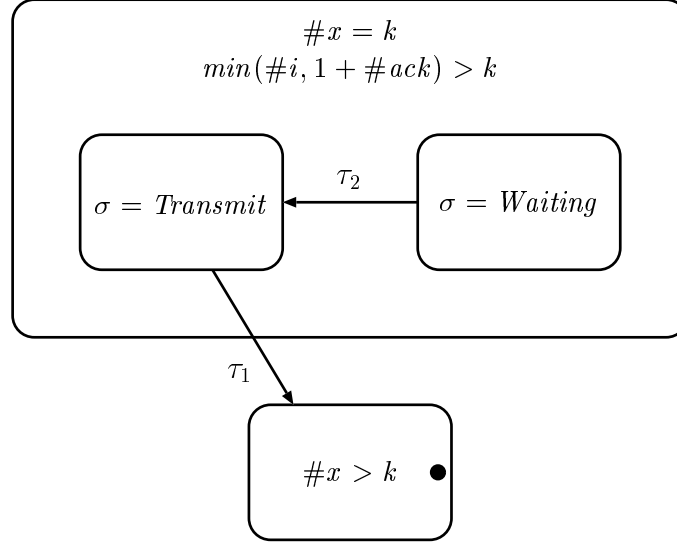 #x = k
min(#i, 1 + #ack) > k
τ₂
σ = Transmit
σ = Waiting
τ₁
#x > k